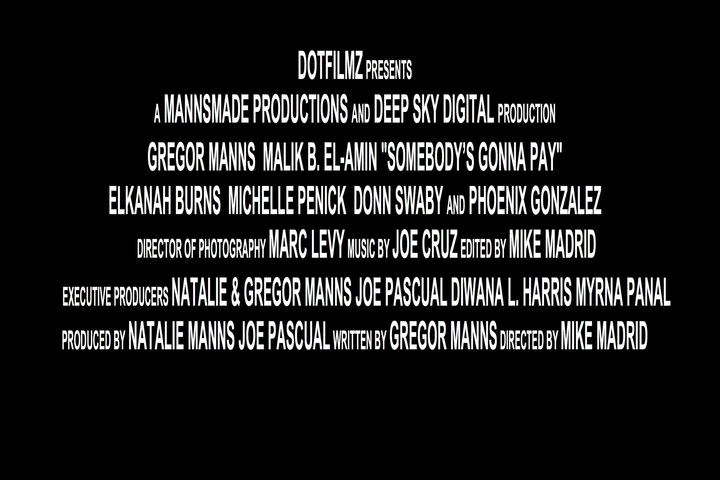 DOTFILMZ PRESENTS
A MANNSMADE PRODUCTIONS AND DEEP SKY DIGITAL PRODUCTION
GREGOR MANNS MALIK B. EL-AMIN "SOMEBODY'S GONNA PAY"
ELKANAH BURNS MICHELLE PENICK DONN SWABY AND PHOENIX GONZALEZ
DIRECTOR OF PHOTOGRAPHY MARC LEVY MUSIC BY JOE CRUZ EDITED BY MIKE MADRID
EXECUTIVE PRODUCERS NATALIE & GREGOR MANNS JOE PASCUAL DIWANA L. HARRIS MYRNA PANAL
PRODUCED BY NATALIE MANNS JOE PASCUAL WRITTEN BY GREGOR MANNS DIRECTED BY MIKE MADRID